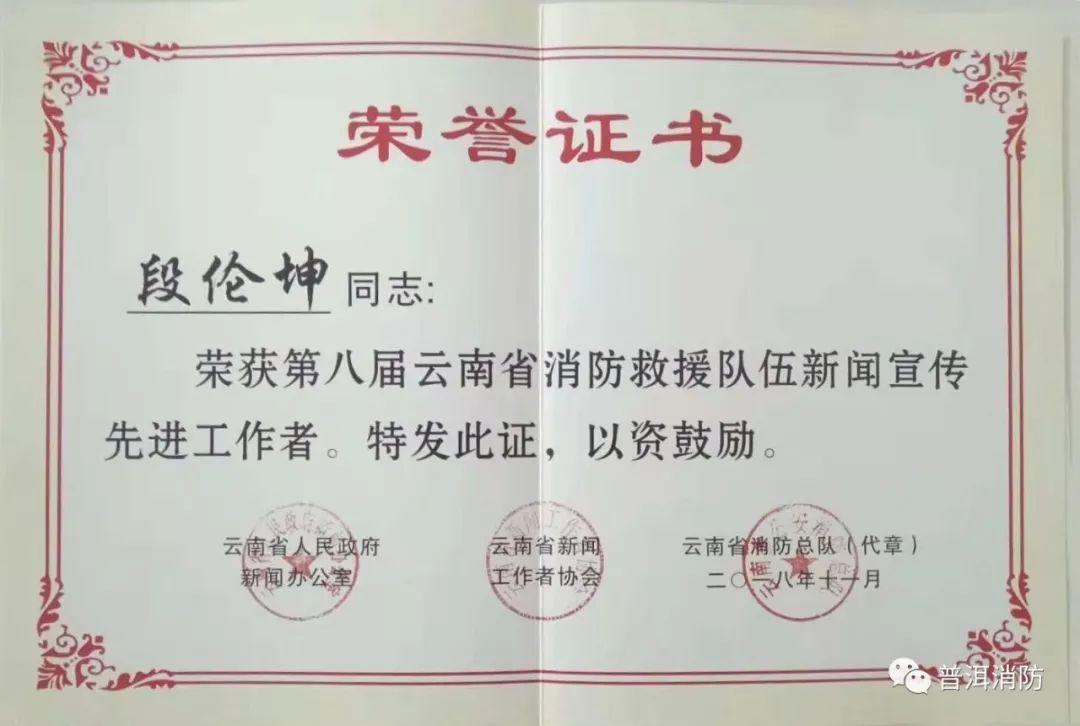 荣誉证书
段伦坤 同志:
荣获第八届云南省消防救援队伍新闻宣传
先进工作者。特发此证，以资鼓励。
云南省人民政府
新闻办公室
云南省新闻
工作者协会
云南省消防总队（代章）
二〇一八年十一月
普洱消防